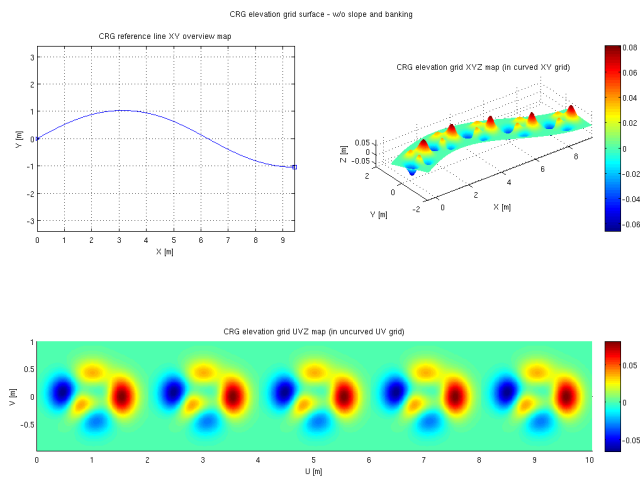 CRG elevation grid surface - w/o slope and banking
CRG reference line XY overview map
3
2
1
0
-1
-2
-3
Y [m]
0 1 2 3 4 5 6 7 8 9
X [m]
CRG elevation grid XYZ map (in curved XY grid)
0.05
0
-0.05
Z [m]
2
0
-2
Y [m]
0 2 4 6 8
X [m]
0.08
0.06
0.04
0.02
0
-0.02
-0.04
-0.06
CRG elevation grid UVZ map (in uncurved UV grid)
1
0.5
0
-0.5
V [m]
0 1 2 3 4 5 6 7 8 9 10
U [m]
0.05
0
-0.05